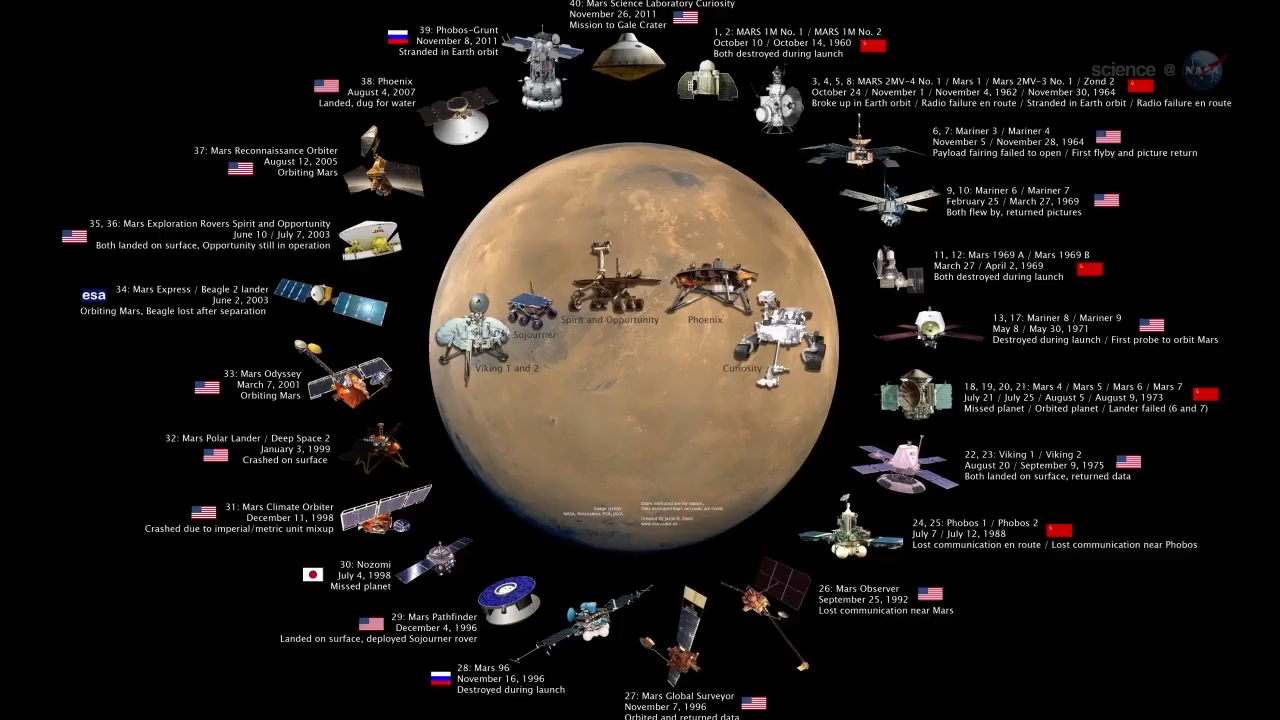 40: Mars Science Laboratory Curiosity
November 26, 2011
Mission to Gale Crater
science @ NASA
1, 2: MARS 1M No. 1 / MARS 1M No. 2
October 10 / October 14, 1960
Both destroyed during launch
3, 4, 5, 8: MARS 2MV-4 No. 1 / Mars 1 / Mars 2MV-3 No. 1 / Zond 2
October 24 / November 1 / November 4, 1962 / November 30, 1964
Broke up in Earth orbit / Radio failure en route / Stranded in Earth orbit / Radio failure en route
6, 7: Mariner 3 / Mariner 4
November 5 / November 28, 1964
Payload fairing failed to open / First flyby and picture return
9, 10: Mariner 6 / Mariner 7
February 25 / March 27, 1969
Both flew by, returned pictures
11, 12: Mars 1969 A / Mars 1969 B
March 27 / April 2, 1969
Both destroyed during launch
13, 17: Mariner 8 / Mariner 9
May 8 / May 30, 1971
Destroyed during launch / First probe to orbit Mars
18, 19, 20, 21: Mars 4 / Mars 5 / Mars 6 / Mars 7
July 21 / July 25 / August 5 / August 9, 1973
Missed planet / Orbited planet / Lander failed (6 and 7)
22, 23: Viking 1 / Viking 2
August 20 / September 9, 1975
Both landed on surface, returned data
24, 25: Phobos 1 / Phobos 2
July 7 / July 12, 1988
Lost communication en route / Lost communication near Phobos
26: Mars Observer
September 25, 1992
Lost communication near Mars
27: Mars Global Surveyor
November 7, 1996
Orbited and returned data
28: Mars 96
November 16, 1996
Destroyed during launch
29: Mars Pathfinder
December 4, 1996
Landed on surface, deployed Sojourner rover
30: Nozomi
July 4, 1998
Missed planet
31: Mars Climate Orbiter
December 11, 1998
Crashed due to imperial/metric unit mixup
32: Mars Polar Lander / Deep Space 2
January 3, 1999
Crashed on surface
33: Mars Odyssey
March 7, 2001
Orbiting Mars
esa
34: Mars Express / Beagle 2 lander
June 2, 2003
Orbiting Mars, Beagle lost after separation
35, 36: Mars Exploration Rovers Spirit and Opportunity
June 10 / July 7, 2003
Both landed on surface, Opportunity still in operation
37: Mars Reconnaissance Orbiter
August 12, 2005
Orbiting Mars
38: Phoenix
August 4, 2007
Landed, dug for water
39: Phobos-Grunt
November 8, 2011
Stranded in Earth orbit
Viking 1 and 2
Sojourner
Spirit and Opportunity
Phoenix
Curiosity